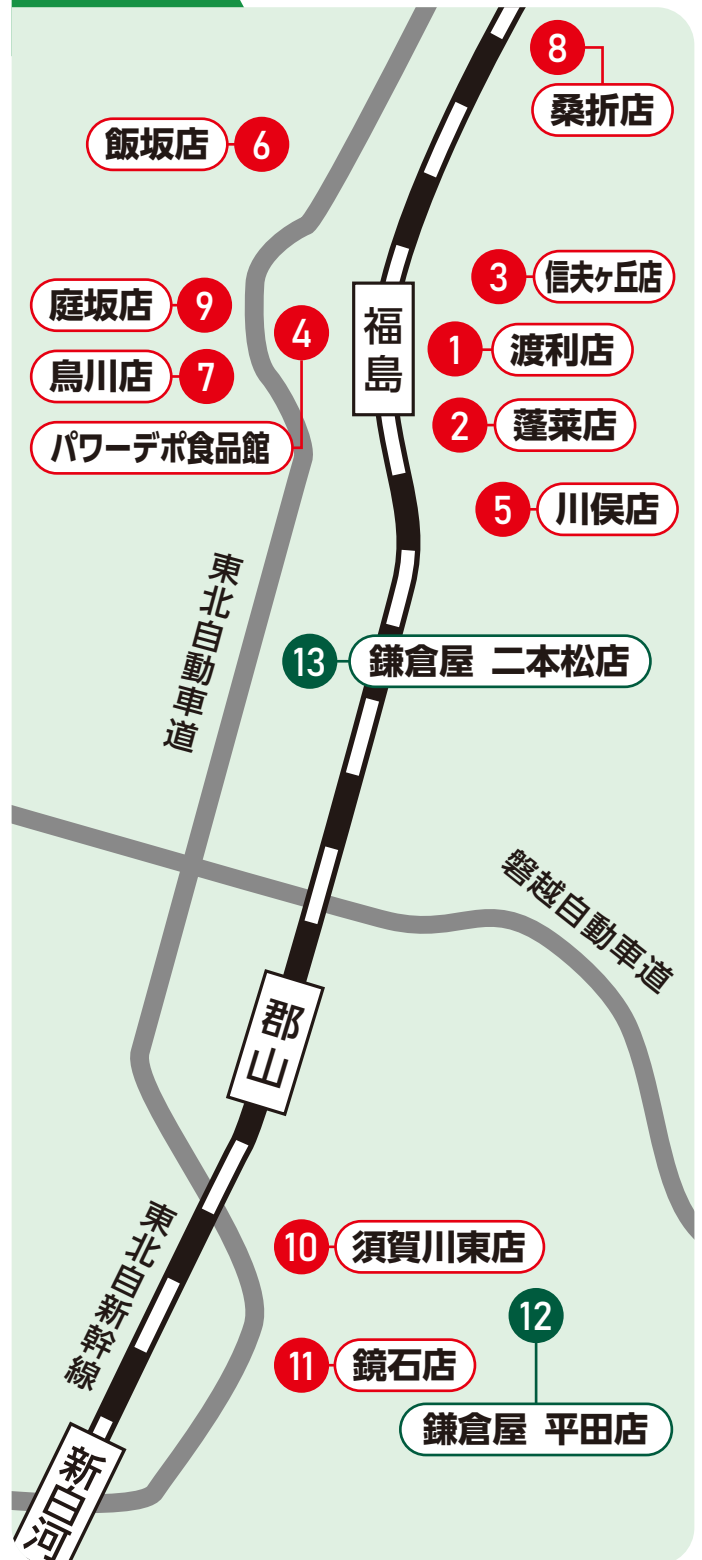 8
桑折店
飯坂店 6
3 信夫ヶ丘店
庭坂店 9
4
福島
1 渡利店
鳥川店 7
2 蓬莱店
パワーデポ食品館
5 川俣店
東北自動車道
13 鎌倉屋 二本松店
磐越自動車道
郡山
東北自新幹線
10 須賀川東店
12
11 鏡石店
鎌倉屋 平田店
新白河